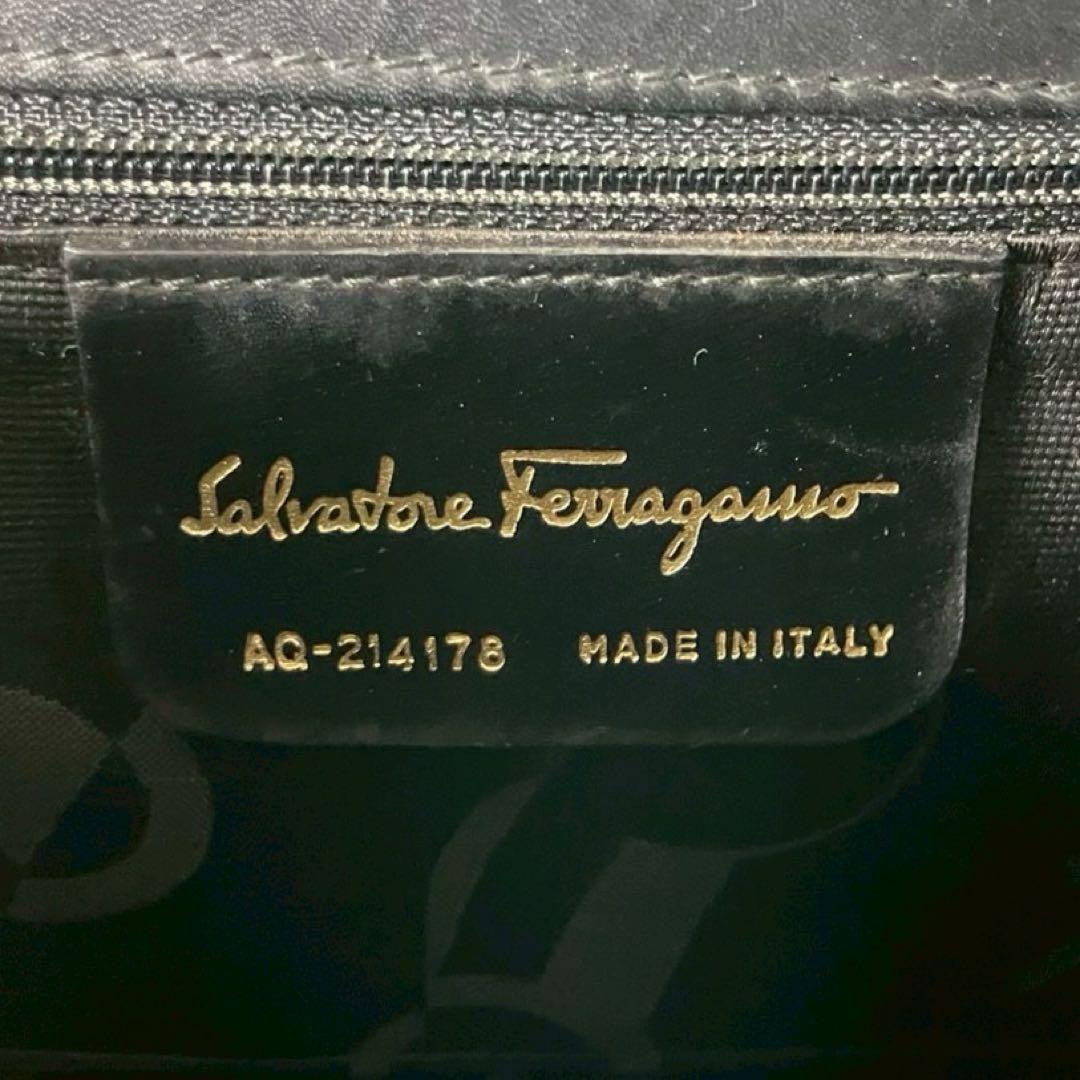 Salvatore Ferragamo
AQ-214178 MADE IN ITALY